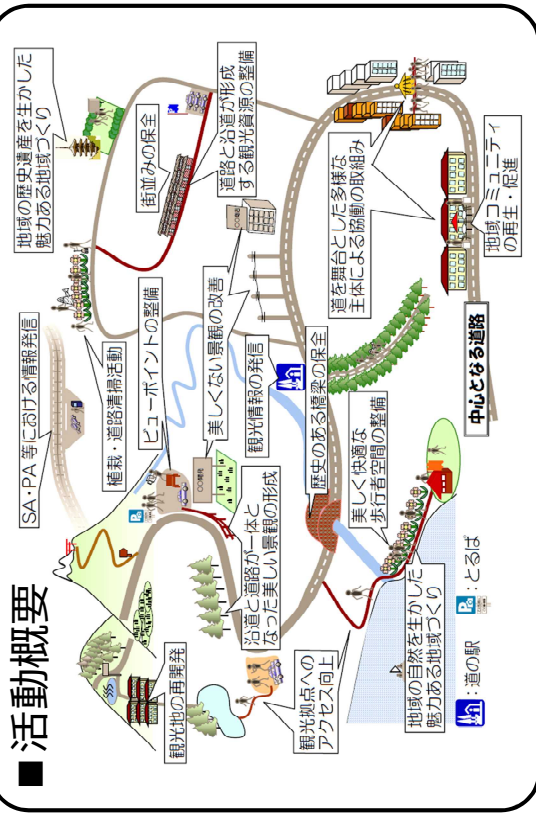 ■活動概要
SA・PA 等における情報発信
地域の歴史遺産を生かした
魅力ある地域づくり
植栽・道路清掃活動
街並みの保全
道路と沿道が形成
する観光資源の整備
ビューポイントの整備
〇〇開発
美しくない景観の改善
〇〇開発
観光地の再開発
沿道と道路が一体と
なった美しい景観の形成
観光情報の発信
歴史のある橋梁の保全
道を舞台とした多様な
主体による協働の取組み
観光拠点への
アクセス向上
美しく快適な
歩行者空間の整備
地域コミュニティ
の再生・促進
中心となる道路
地域の自然を生かした
魅力ある地域づくり
：道の駅
：とるぱ